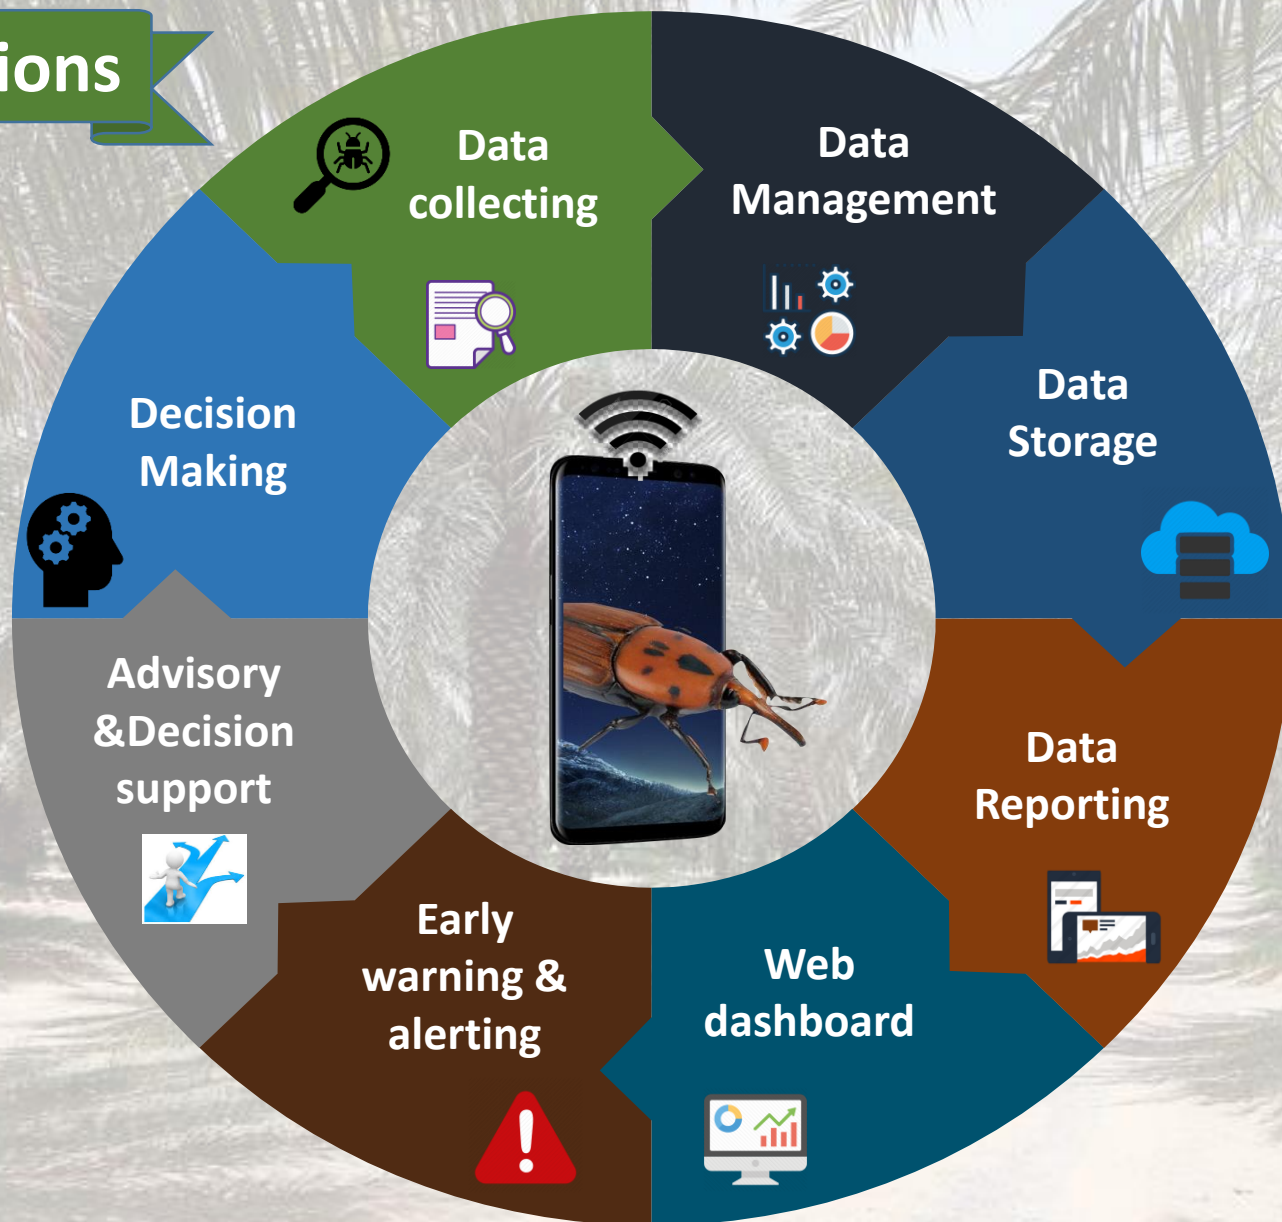 ions
Data
collecting
Data
Management
Data
Storage
Data
Reporting
Web
dashboard
Early
warning &
alerting
Advisory
&Decision
support
Decision
Making